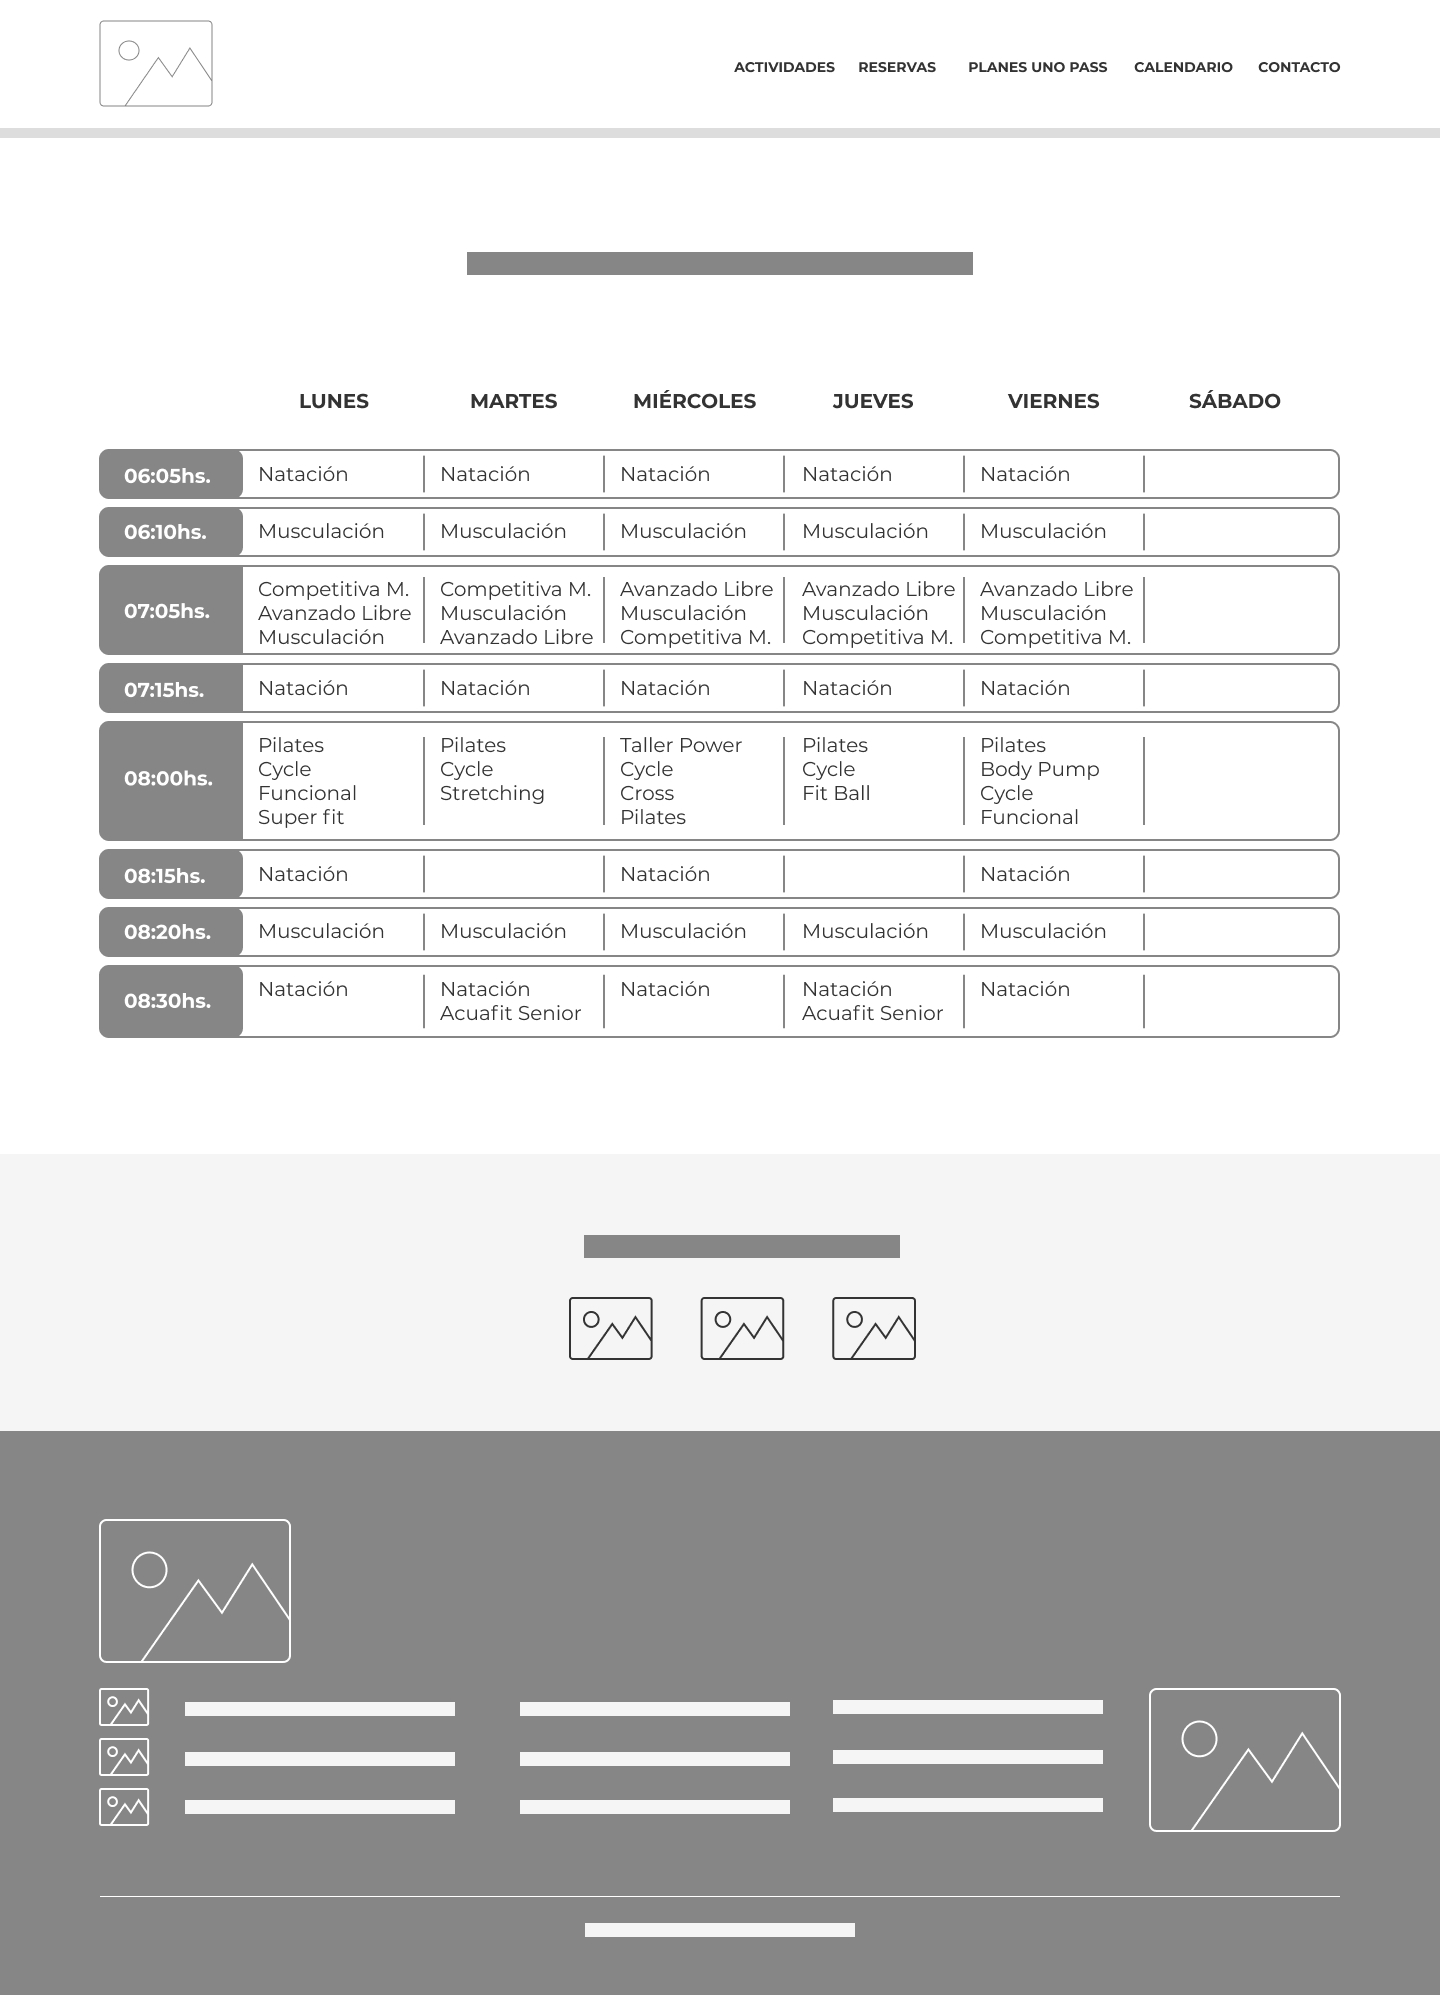 ACTIVIDADES RESERVAS PLANES UNO PASS CALENDARIO CONTACTO
LUNES MARTES MIÉRCOLES JUEVES VIERNES SÁBADO
06:05hs. Natación Natación Natación Natación Natación
06:10hs. Musculación Musculación Musculación Musculación Musculación
07:05hs.
Competitiva M. Competitiva M. Avanzado Libre Avanzado Libre Avanzado Libre
Avanzado Libre Musculación Musculación Musculación Musculación
Musculación Avanzado Libre Competitiva M. Competitiva M. Competitiva M.
07:15hs. Natación Natación Natación Natación Natación
08:00hs.
Pilates Pilates Taller Power Pilates Pilates
Cycle Cycle Cycle Cycle Body Pump
Funcional Stretching Cross Fit Ball Cycle
Super fit Pilates Funcional
08:15hs. Natación Natación Natación
08:20hs. Musculación Musculación Musculación Musculación Musculación
08:30hs.
Natación Natación Natación Natación Natación
Acuafit Senior Acuafit Senior